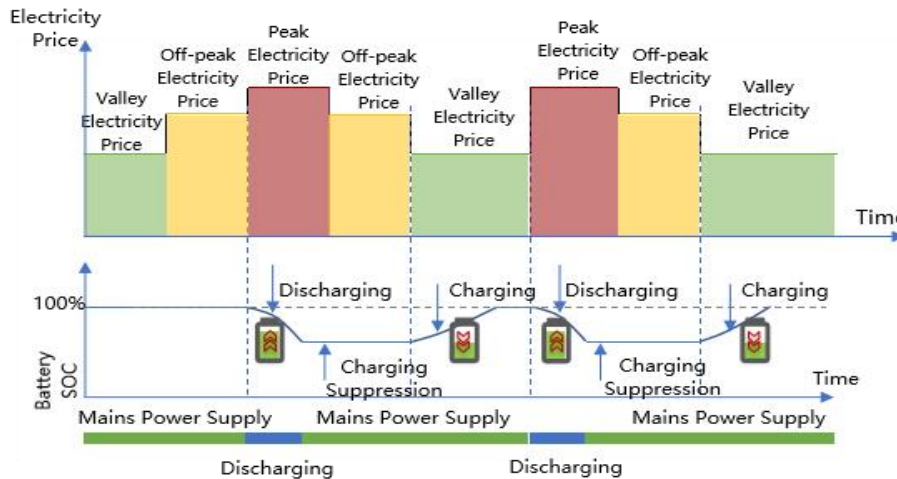 Electricity
Price
Valley
Electricity
Price
Off-peak
Electricity
Price
Peak
Electricity
Price
Off-peak
Electricity
Price
Valley
Electricity
Price
Peak
Electricity
Price
Off-peak
Electricity
Price
Valley
Electricity
Price
Time
100%
Battery
SOC
Discharging
Charging
Suppression
Charging
Discharging
Charging
Suppression
Charging
Time
Mains Power Supply
Mains Power Supply
Mains Power Supply
Discharging
Discharging